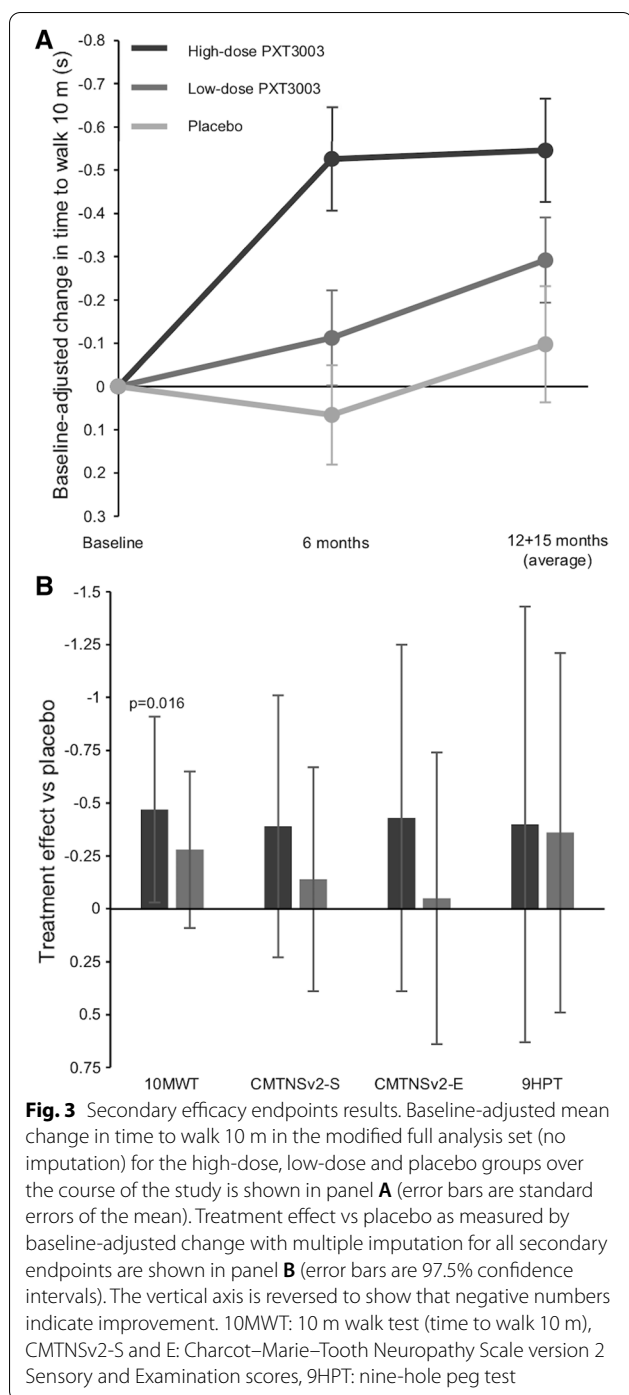 A
-0.8
-0.7
-0.6
-0.5
-0.4
-0.3
-0.2
-0.1
0
0.1
0.2
0.3
Baseline-adjusted change in time to walk 10 m (s)
High-dose PXT3003
Low-dose PXT3003
Placebo
Baseline
6 months
12+15 months
(average)
B
-1.5
-1.25
-1
-0.75
-0.5
-0.25
0
0.25
0.5
0.75
Treatment effect vs placebo
p=0.016
10MWT
CMTNSv2-S
CMTNSv2-E
9HPT
Fig. 3 Secondary efficacy endpoints results. Baseline-adjusted mean
change in time to walk 10 m in the modified full analysis set (no
imputation) for the high-dose, low-dose and placebo groups over
the course of the study is shown in panel A (error bars are standard
errors of the mean). Treatment effect vs placebo as measured by
baseline-adjusted change with multiple imputation for all secondary
endpoints are shown in panel B (error bars are 97.5% confidence
intervals). The vertical axis is reversed to show that negative numbers
indicate improvement. 10MWT: 10 m walk test (time to walk 10 m),
CMTNSv2-S and E: Charcot–Marie–Tooth Neuropathy Scale version 2
Sensory and Examination scores, 9HPT: nine-hole peg test